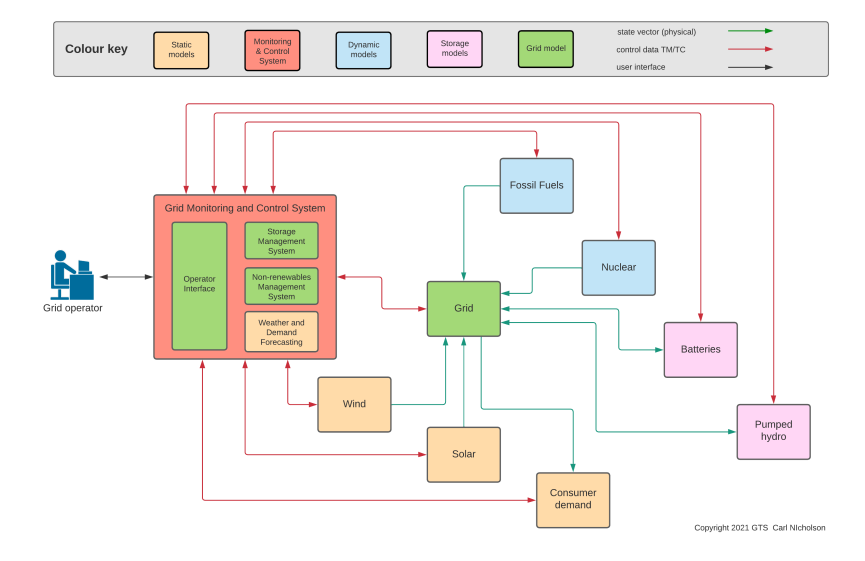 Colour key
Static
models
Monitoring
& Control
System
Dynamic
models
Storage
models
Grid model
state vector (physical)
control data TM/TC
user interface
Fossil Fuels
Grid Monitoring and Control System
Operator
Interface
Storage
Management
System
Non-renewables
Management
System
Weather and
Demand
Forecasting
Nuclear
Grid operator
Grid
Batteries
Wind
Pumped
hydro
Solar
Consumer
demand
Copyright 2021 GTS Carl NIcholson